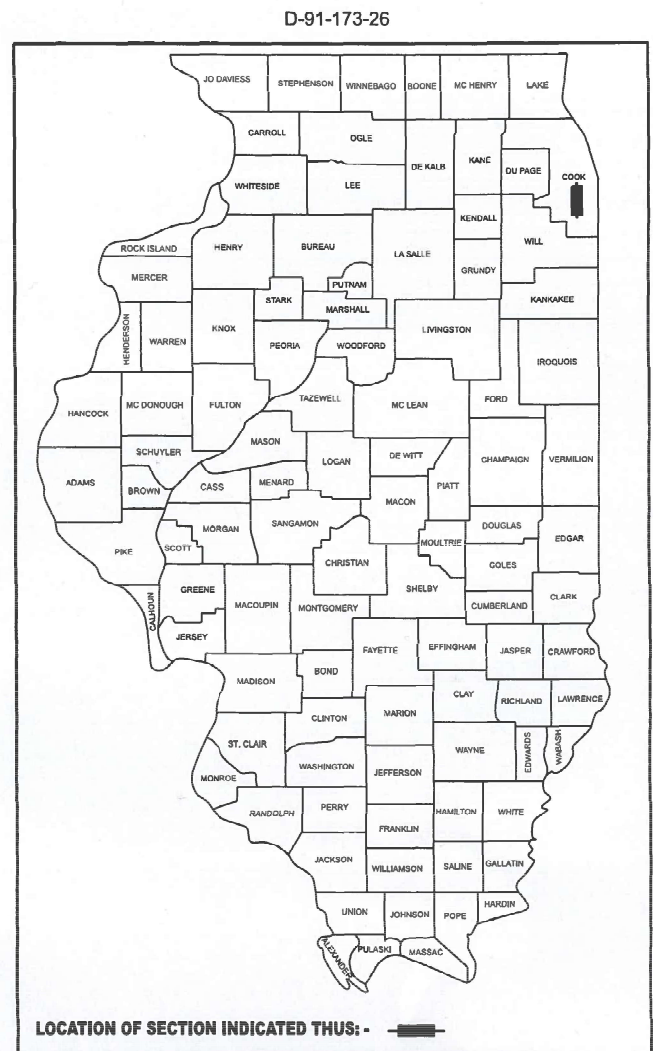 D-91-173-26
JO DAVIESS STEPHENSON WINNEBAGO BOONE MC HENRY LAKE
CARROLL OGLE
DE KALB KANE DU PAGE COOK
WHITESIDE LEE
KENDALL
ROCK ISLAND HENRY BUREAU LA SALLE WILL
MERCER GRUNDY
PUTNAM
STARK MARSHALL KANKAKEE
HENDERSON WARREN KNOX PEORIA WOODFORD LIVINGSTON
IROQUOIS
HANCOCK MC DONOUGH FULTON TAZEWELL MC LEAN FORD
MASON
SCHUYLER LOGAN DE WITT CHAMPAIGN VERMILION
ADAMS BROWN CASS MENARD PIATT
MACON
MORGAN SANGAMON DOUGLAS
PIKE SCOTT MOULTRIE EDGAR
CHRISTIAN COLES
GREENE SHELBY
CALHOUN MACOUPIN MONTGOMERY CUMBERLAND CLARK
JERSEY
FAYETTE EFFINGHAM JASPER CRAWFORD
MADISON BOND
CLAY RICHLAND LAWRENCE
CLINTON MARION
ST. CLAIR WAYNE EDWARDS WABASH
MONROE WASHINGTON JEFFERSON
RANDOLPH PERRY HAMILTON WHITE
FRANKLIN
JACKSON WILLIAMSON SALINE GALLATIN
UNION JOHNSON POPE HARDIN
ALEXANDER PULASKI MASSAC
LOCATION OF SECTION INDICATED THUS: -